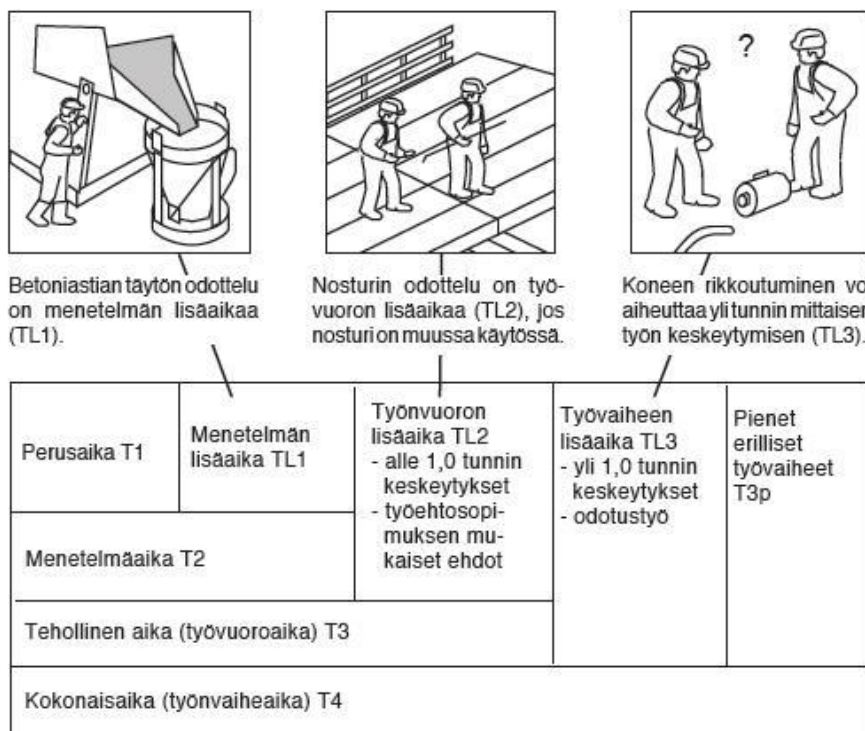 ?
Betoniastian täytön odottelu
on menetelmän lisäaikaa
(TL1).
Nosturin odottelu on työ-
vuoron lisäaikaa (TL2), jos
nosturi on muussa käytössä.
Koneen rikkoutuminen vo
aiheuttaa yli tunnin mittaisen
työn keskeytymisen (TL3).
Perusaika T1
Menetelmän
lisäaika TL1
Työnvuoron
lisäaika TL2
- alle 1,0 tunnin
keskeytykset
- työehtosopi-
muksen mu-
kaiset ehdot
Työvaiheen
lisäaika TL3
- yli 1,0 tunnin
keskeytykset
- odotustyö
Pienet
erilliset
työvaiheet
T3p
Menetelmäaika T2
Tehollinen aika (työvuoroaika) T3
Kokonaisaika (työnvaiheaika) T4